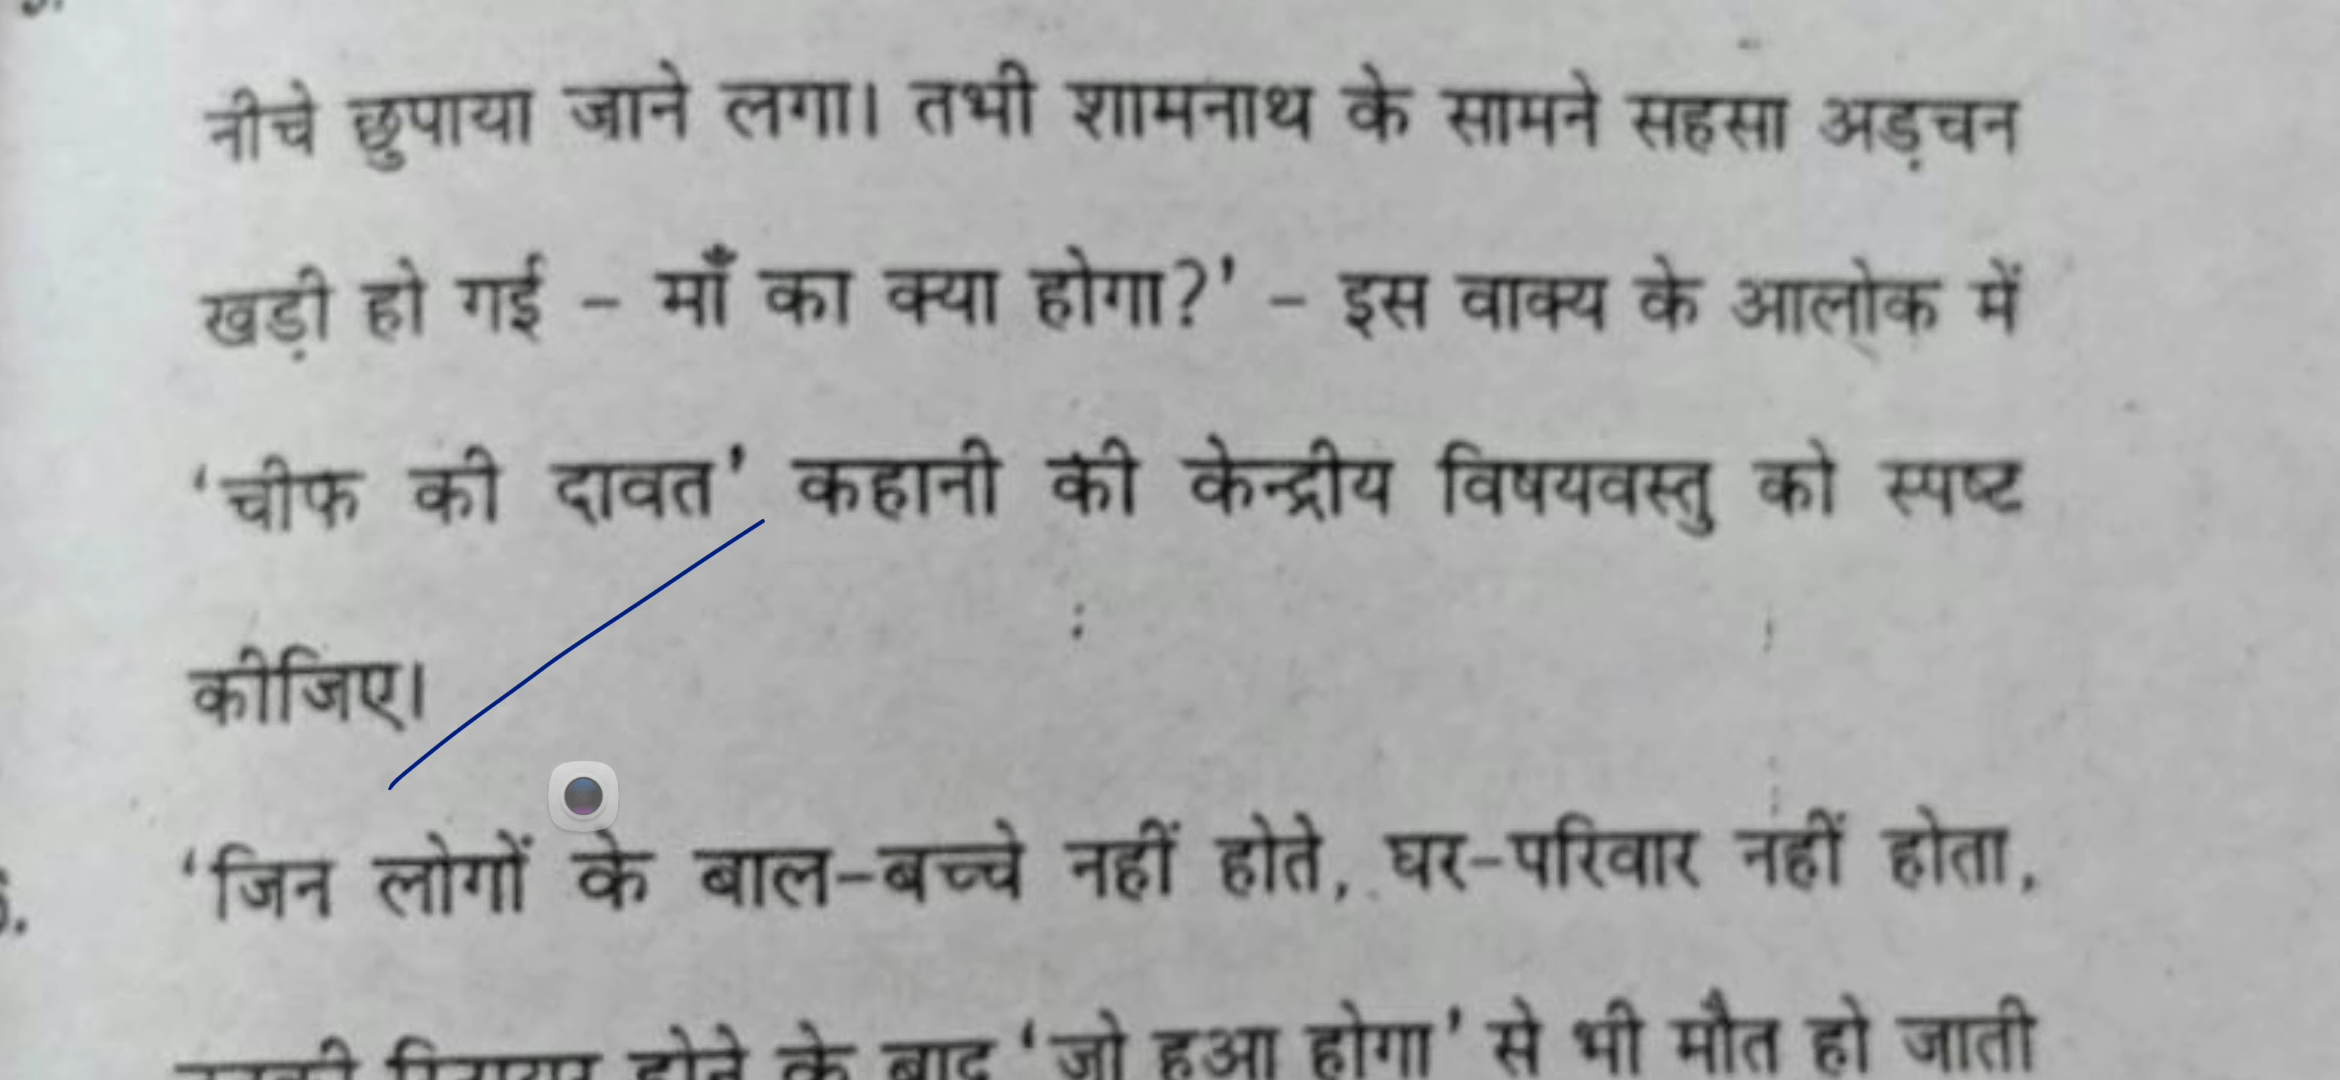 नीचे छुपाया जाने लगा। तभी शामनाथ के सामने सहसा अड़चन
खड़ी हो गई – माँ का क्या होगा?' – इस वाक्य के आलोक में
'चीफ की दावत' कहानी की केन्द्रीय विषयवस्तु को स्पष्ट
कीजिए।
'जिन लोगों के बाल-बच्चे नहीं होते, घर-परिवार नहीं होता,
होने के बाद 'जो हुआ होगा' से भी मौत हो जाती